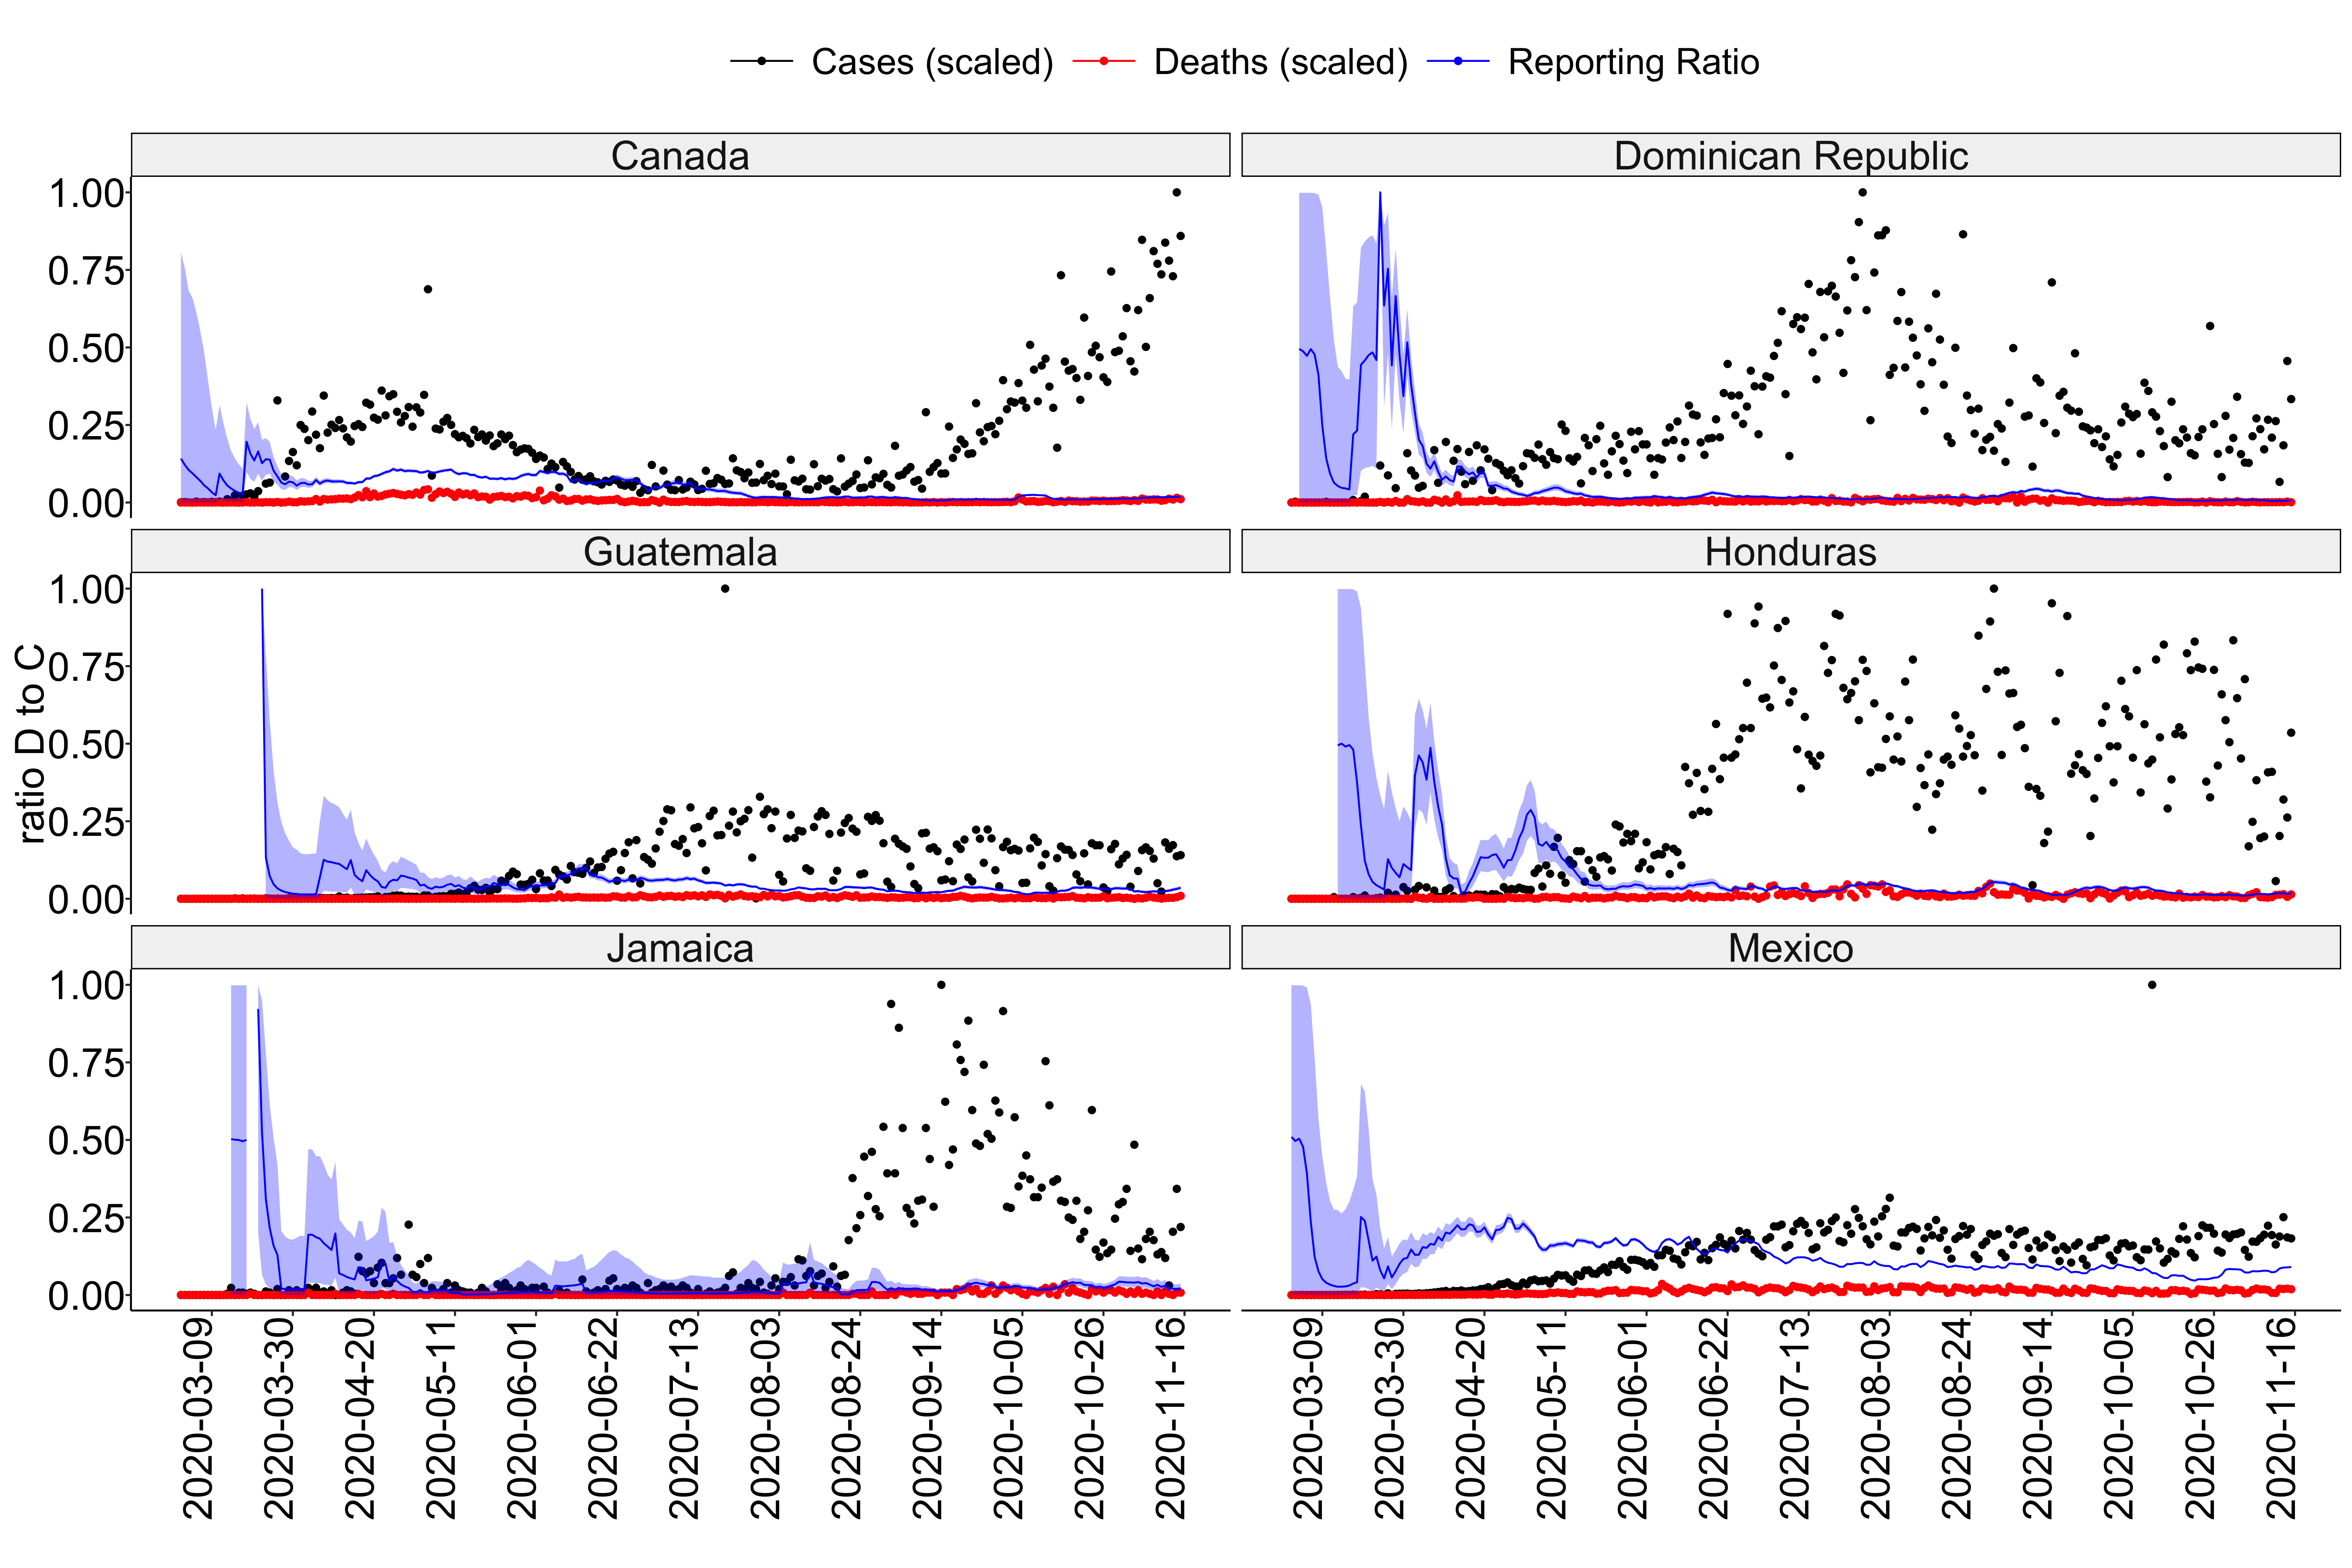 Cases (scaled) Deaths (scaled) Reporting Ratio
Canada Dominican Republic
1.00
0.75
0.50
0.25
0.00
Guatemala Honduras
1.00
0.75
0.50
0.25
0.00
ratio D to C
Jamaica Mexico
1.00
0.75
0.50
0.25
0.00
2020-03-09 2020-03-30 2020-04-20 2020-05-11 2020-06-01 2020-06-22 2020-07-13 2020-08-03 2020-08-24 2020-09-14 2020-10-05 2020-10-26 2020-11-16
2020-03-09 2020-03-30 2020-04-20 2020-05-11 2020-06-01 2020-06-22 2020-07-13 2020-08-03 2020-08-24 2020-09-14 2020-10-05 2020-10-26 2020-11-16